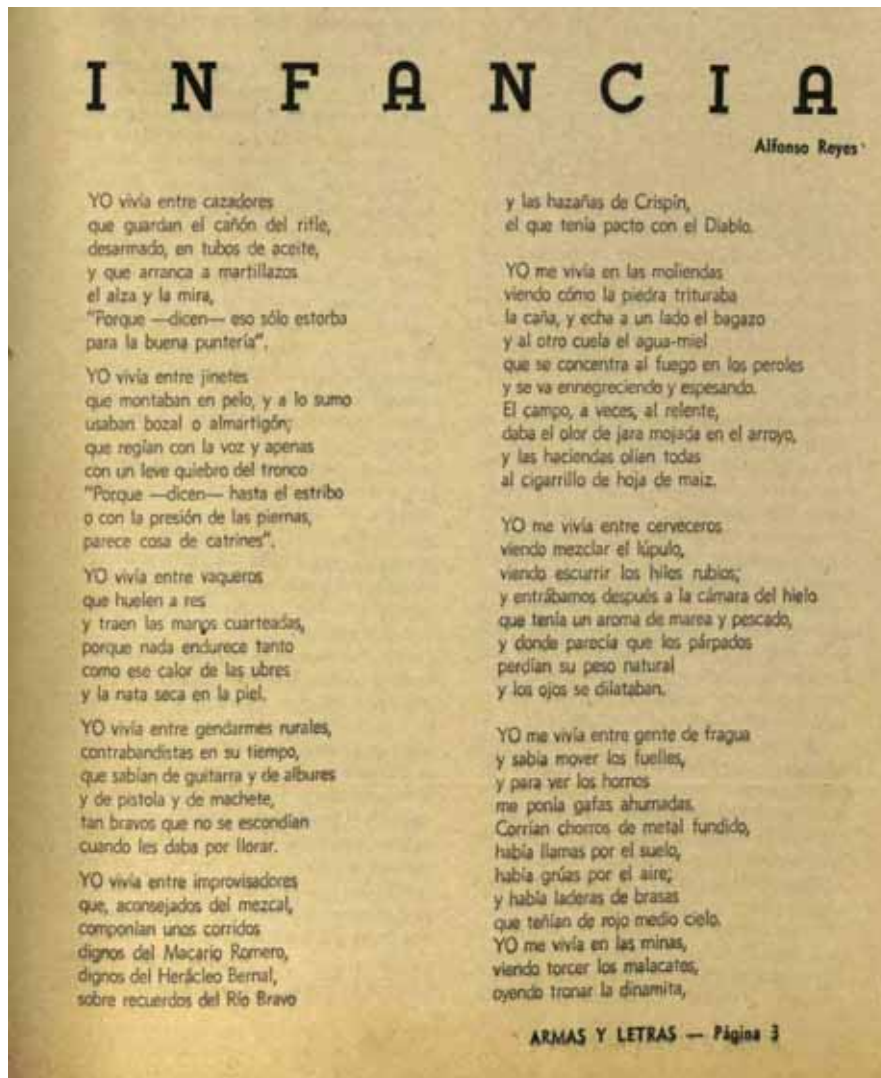 INFANCIA
Alfonso Reyes
YO vivía entre cazadores
que guardan el cañón del rifle,
desarmado, en tubos de aceite,
y que arranca a martillazos
el alza y la mira,
"Porque —dicen— eso sólo estorba
para la buena puntería".
YO vivía entre jinetes
que montaban en pelo, y a lo sumo
usaban bozal o almartigón;
que regían con la voz y apenas
con un leve quiebro del tronco
"Porque —dicen— hasta el estribo
o con la presión de las piernas,
parece cosa de catrines".
YO vivía entre vaqueros
que huelen a res
y traen las manos cuarteadas,
porque nada endurece tanto
como ese calor de las ubres
y la nata seca en la piel.
YO vivía entre gendarmes rurales,
contrabandistas en su tiempo,
que sabían de guitarra y de albures
y de pistola y de machete,
tan bravos que no se escondían
cuando les daba por llorar.
YO vivía entre improvisadores
que, aconsejados del mezcal,
componían unos corridos
dignos del Macario Romero,
dignos del Herácleo Bernal,
sobre recuerdos del Río Bravo
y las hazañas de Crispín,
el que tenía pacto con el Diablo.
YO me vivía en las moliendas
viendo cómo la piedra trituraba
la caña, y echa a un lado el bagazo
y al otro cuela el agua-miel
que se concentra al fuego en los peroles
y se va ennegreciendo y espesando.
El campo, a veces, al relente,
daba el olor de jara mojada en el arroyo,
y las haciendas olían todas
al cigarrillo de hoja de maiz.
YO me vivía entre cerveceros
viendo mezclar el lúpulo,
viendo escurrir los hilos rubios;
y entrábamos después a la cámara del hielo
que tenía un aroma de marea y pescado,
y donde parecía que los párpados
perdían su peso natural
y los ojos se dilataban.
YO me vivía entre gente de fragua
y sabía mover los fuelles,
y para ver los hornos
me ponía gafas ahumadas.
Corrían chorros de metal fundido,
había llamas por el suelo,
había grúas por el aire;
y había laderas de brasas
que teñían de rojo medio cielo.
YO me vivía en las minas,
viendo torcer los malacates,
oyendo tronar la dinamita,
ARMAS Y LETRAS — Página 3